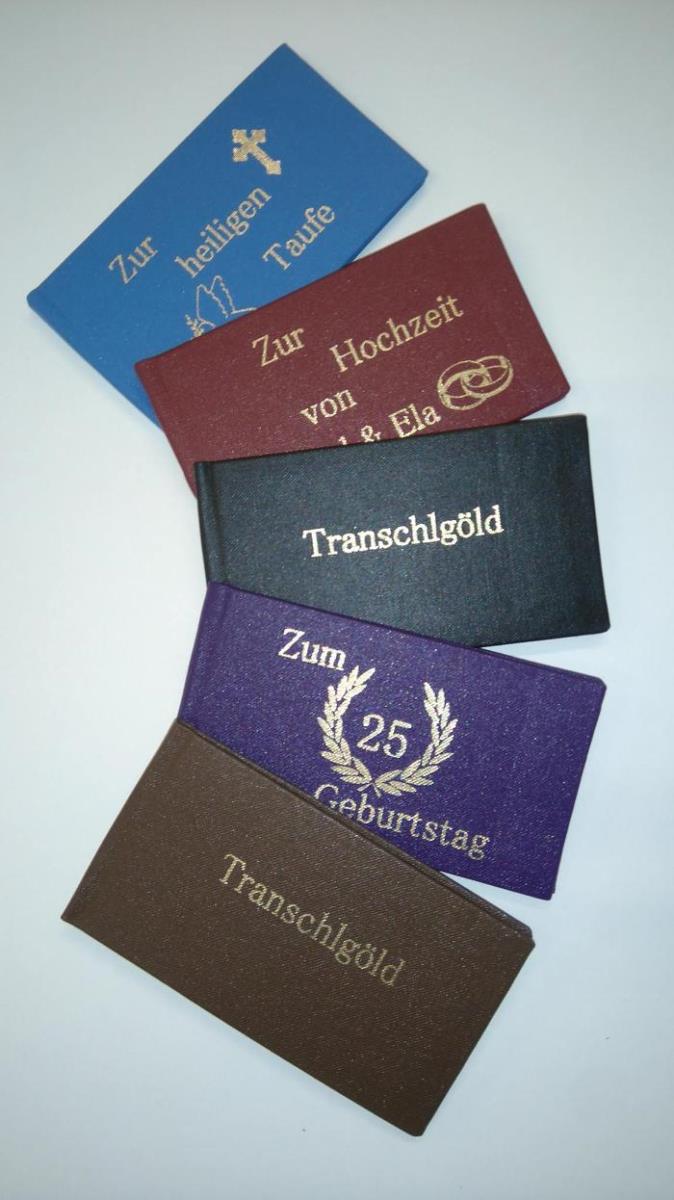 Zur
heiligen
Taufe
Zur
Hochzeit
von
& Ela
Transchlgöld
Zum
25
Geburtstag
Transchlgöld